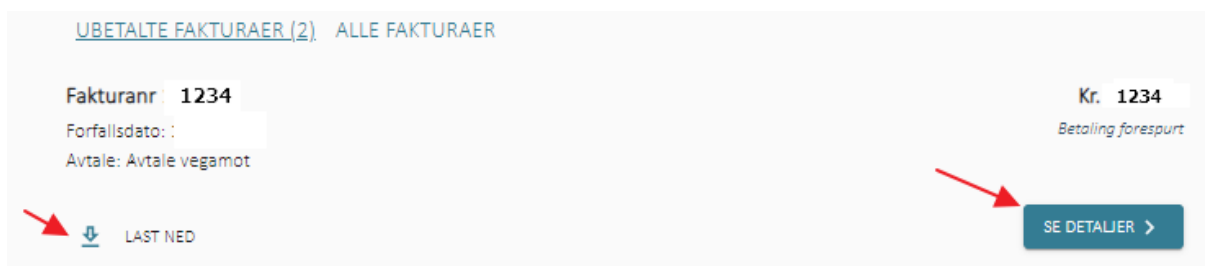 UBETALTE FAKTURAER (2) ALLE FAKTURAER
Fakturanr 1234
Kr. 1234
Forfallsdato:
Betaling forespurt
Avtale: Avtale vegamot
LAST NED
SE DETALJER